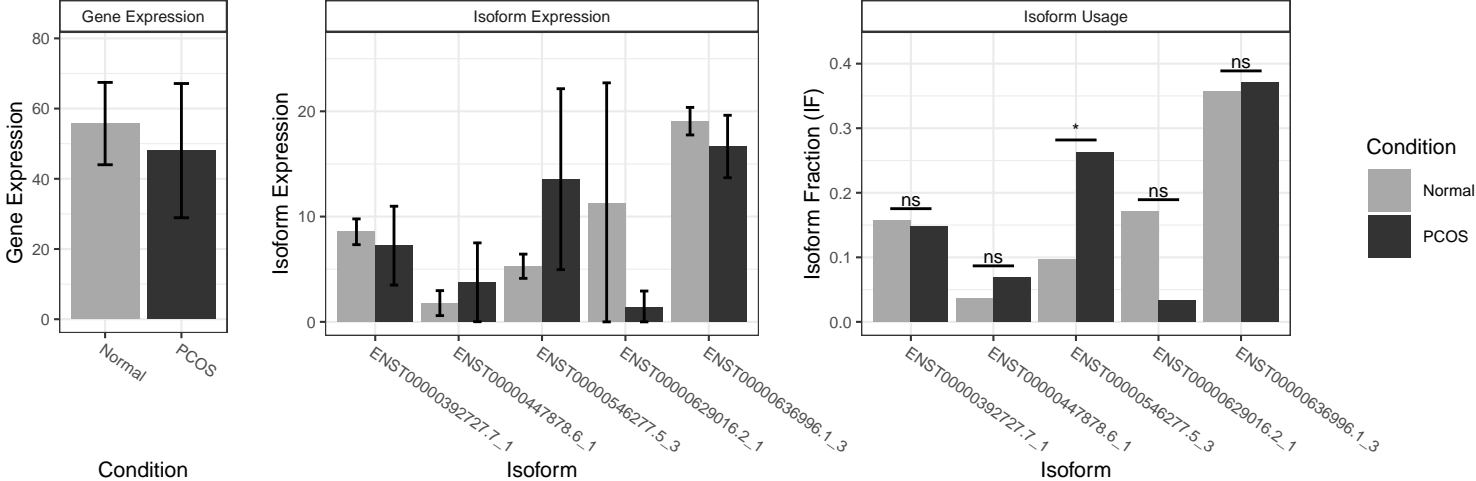 Gene Expression
Isoform Expression
Isoform Usage
Gene Expression
80
60
40
20
0
Normal
PCOS
Condition
Isoform Expression
20
10
0
ENST00000392727.7_1
ENST00000447878.6_1
ENST00000546277.5_3
ENST00000629016.2_1
ENST00000636996.1_3
Isoform
Isoform Fraction (IF)
0.4
0.3
0.2
0.1
0.0
ns
ns
*
ns
ns
ENST00000392727.7_1
ENST00000447878.6_1
ENST00000546277.5_3
ENST00000629016.2_1
ENST00000636996.1_3
Isoform
Condition
Normal
PCOS